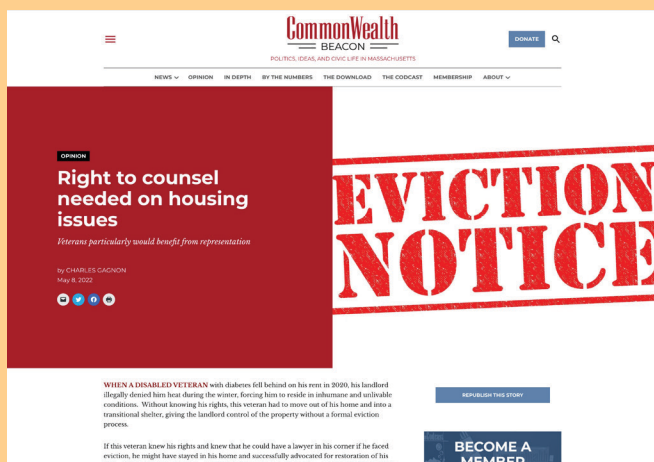 CommonWealth
BEACON
POLITICS, IDEAS, AND CIVIC LIFE IN MASSACHUSETTS
DONATE
NEWS OPINION IN DEPTH BY THE NUMBERS THE DOWNLOAD THE CODCAST MEMBERSHIP ABOUT
OPINION
Right to counsel
needed on housing
issues
Veterans particularly would benefit from representation
by CHARLES GAGNON
May 8, 2022
EVICTION
NOTICE
WHEN A DISABLED VETERAN with diabetes fell behind on his rent in 2020, his landlord
illegally denied him heat during the winter, forcing him to reside in inhumane and unlivable
conditions. Without knowing his rights, this veteran had to move out of his home and into a
transitional shelter, giving the landlord control of the property without a formal eviction
process.
If this veteran knew his rights and knew that he could have a lawyer in his corner if he faced
eviction, he might have stayed in his home and successfully advocated for restoration of his
REPUBLISH THIS STORY
BECOME A
MEMBER